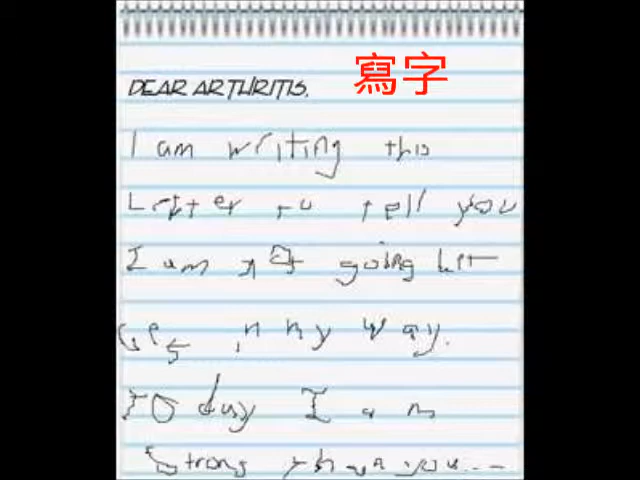 DEAR ARTHRITIS. 寫字
I am writing this
Letter to tell you
I am not going let
in my way.
TOday I am
strong than you...